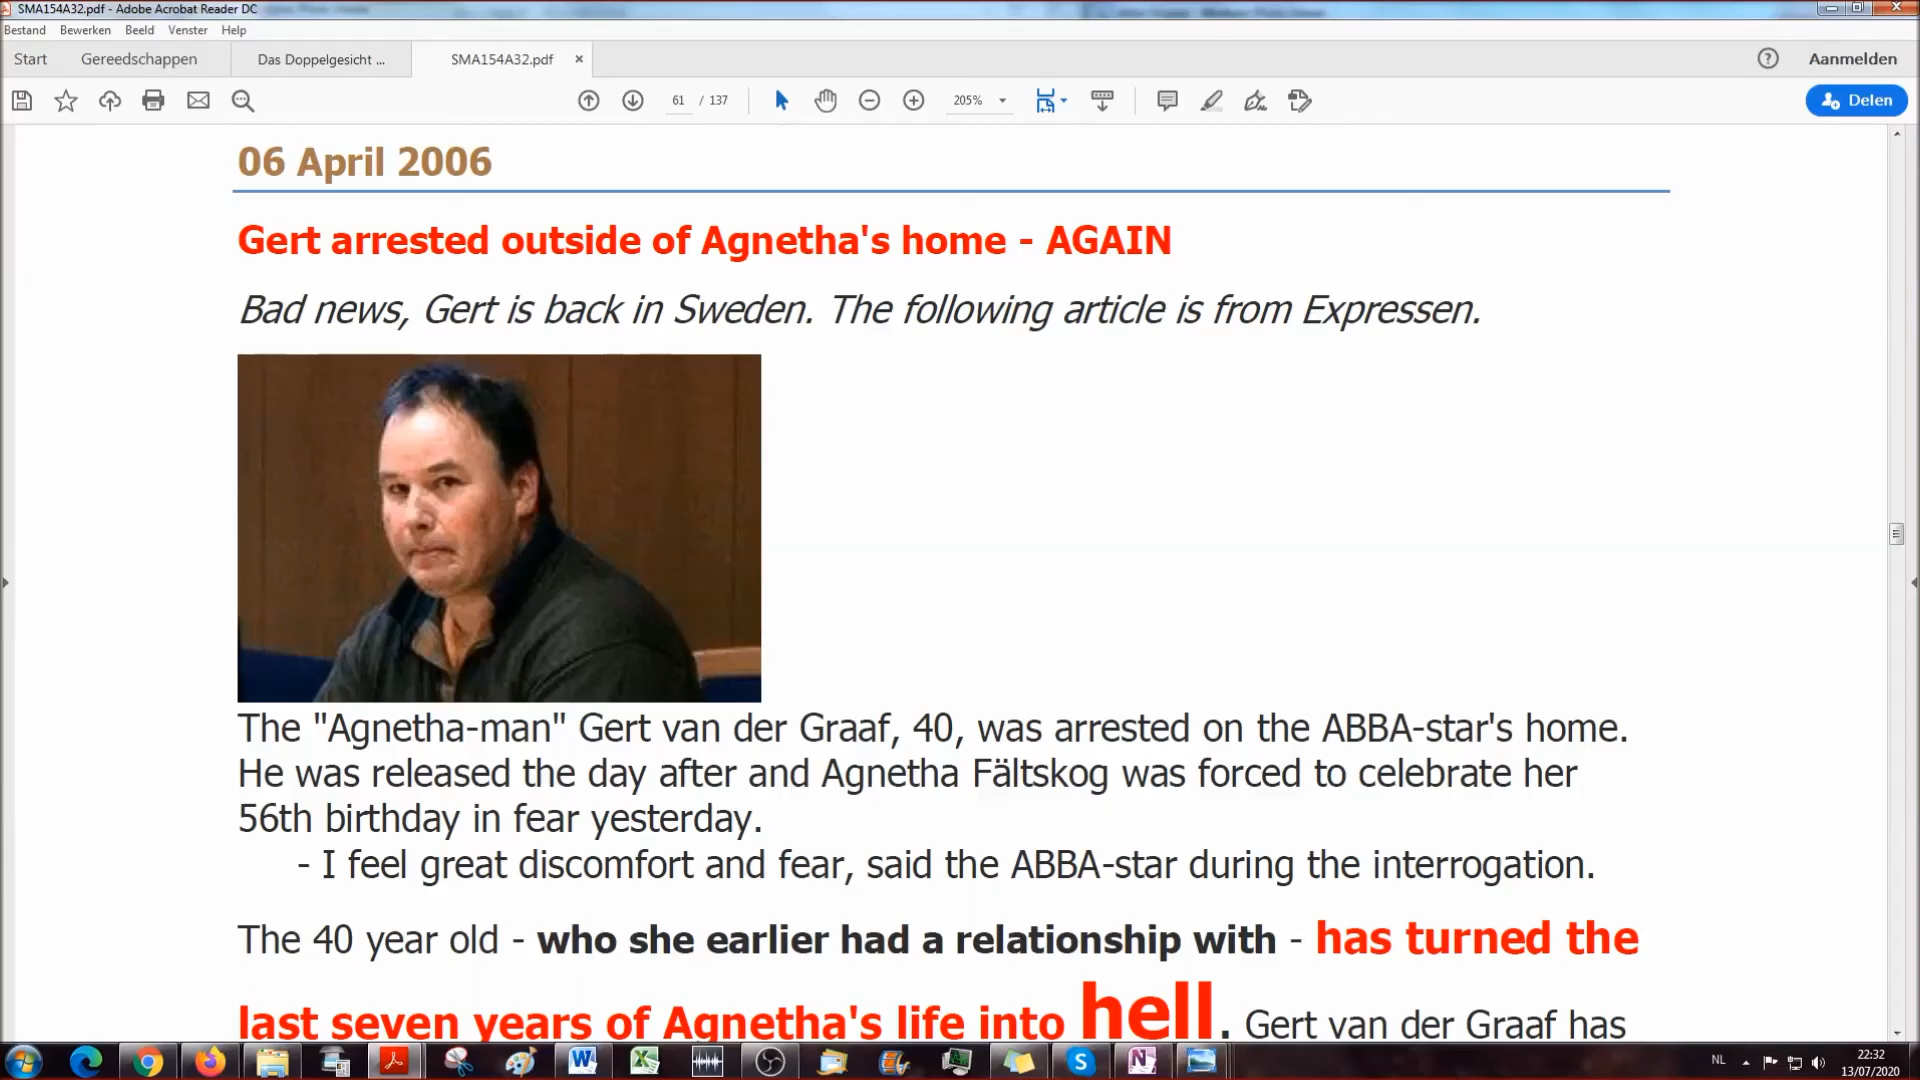 SMA154A32.pdf - Adobe Acrobat Reader DC
Bestand Bewerken Beeld Venster Help
Start Gereedschappen Das Doppelgesicht ... SMA154A32.pdf × Aanmelden
61 / 137 205% Delen
06 April 2006
Gert arrested outside of Agnetha's home - AGAIN
Bad news, Gert is back in Sweden. The following article is from Expressen.
The "Agnetha-man" Gert van der Graaf, 40, was arrested on the ABBA-star's home.
He was released the day after and Agnetha Fältskog was forced to celebrate her
56th birthday in fear yesterday.
- I feel great discomfort and fear, said the ABBA-star during the interrogation.
The 40 year old - who she earlier had a relationship with - has turned the
last seven years of Agnetha's life into hell. Gert van der Graaf has
NL 22:32
13/07/2020